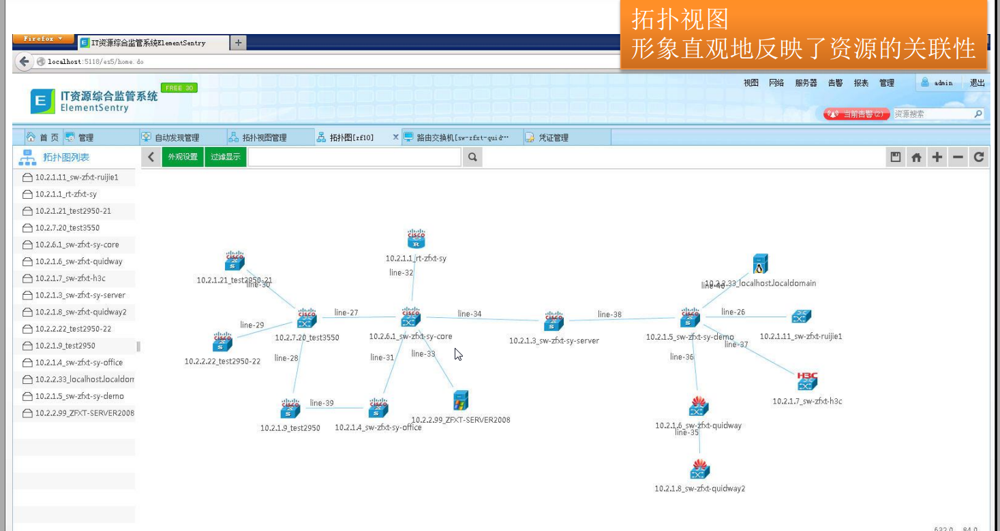 拓扑视图
形象直观地反映了资源的关联性
Firefox
IT资源综合监管系统ElementSentry
+
localhost:5118/es5/home.do
E
IT资源综合监管系统
ElementSentry
FREE 30
视图 网络 服务器 告警 报表 管理 admin 退出
当前告警(2) 资源搜索
首 页 管理 自动发现管理 拓扑视图管理 拓扑图[zf10] x 路由交换机[sw-zfxt-quid… 凭证管理
拓扑图列表
外观设置 过滤显示
10.2.1.11_sw-zfxt-ruijie1
10.2.1.1_rt-zfxt-sy
10.2.1.21_test2950-21
10.2.7.20_test3550
10.2.6.1_sw-zfxt-sy-core
10.2.1.6_sw-zfxt-quidway
10.2.1.7_sw-zfxt-h3c
10.2.1.3_sw-zfxt-sy-server
10.2.1.8_sw-zfxt-quidway2
10.2.2.22_test2950-22
10.2.1.9_test2950
10.2.1.4_sw-zfxt-sy-office
10.2.2.33_localhost.localdom
10.2.1.5_sw-zfxt-sy-demo
10.2.2.99_ZFXT-SERVER2008
CISCO
R
10.2.1.1_rt-zfxt-sy
line-32
CISCO
S
10.2.1.21_test2950-21
line-30
10.2.2.33_localhost.localdomain
line-40
CISCO
10.2.7.20_test3550
line-27
CISCO
10.2.6.1_sw-zfxt-sy-core
line-34
CISCO
S
10.2.1.3_sw-zfxt-sy-server
line-38
CISCO
S
10.2.1.5_sw-zfxt-sy-demo
line-26
10.2.1.11_sw-zfxt-ruijie1
line-29
CISCO
S
10.2.2.22_test2950-22
line-28
line-31
line-33
line-36
line-37
H3C
10.2.1.7_sw-zfxt-h3c
CISCO
S
10.2.1.9_test2950
line-39
CISCO
S
10.2.1.4_sw-zfxt-sy-office
10.2.2.99_ZFXT-SERVER2008
10.2.1.6_sw-zfxt-quidway
line-35
10.2.1.8_sw-zfxt-quidway2